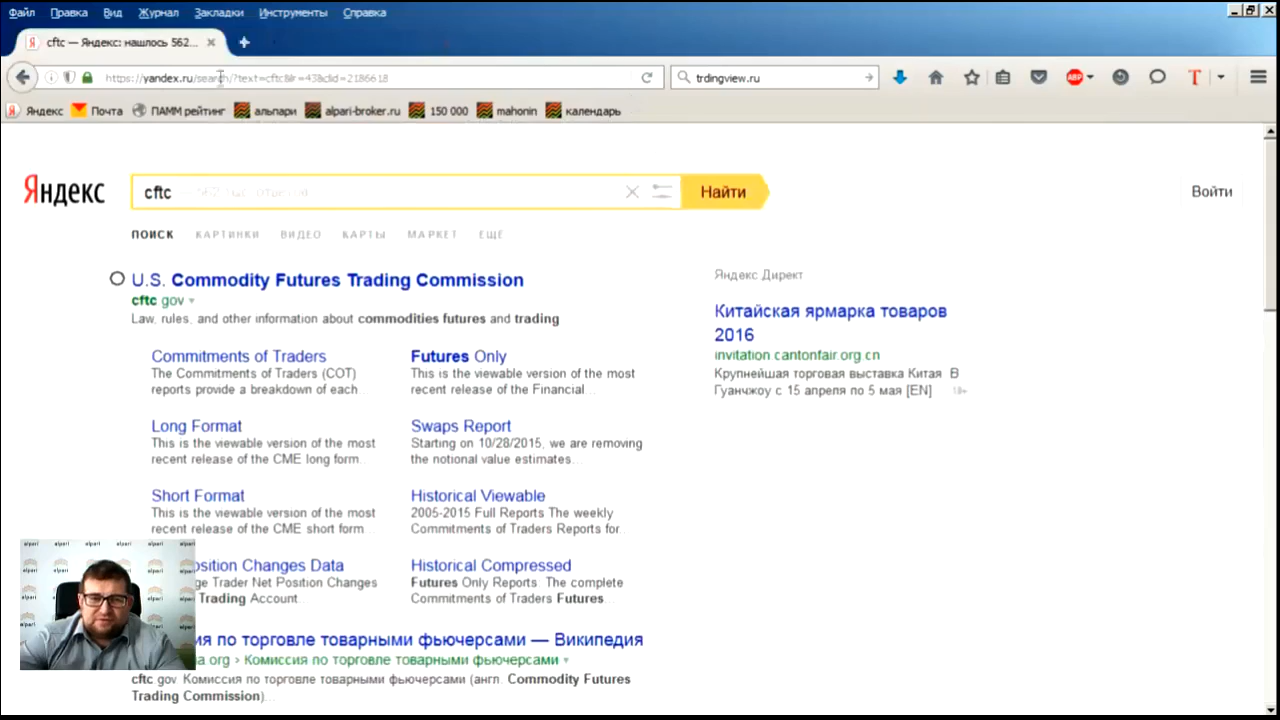 Файл Правка Вид Журнал Закладки Инструменты Справка
cftc — Яндекс: нашлось 562...
https://yandex.ru/search/?text=cftc&lr=43&clid=2186618
trdingview.ru
ABP
Яндекс Почта ПАММ рейтинг альпари alpari-broker.ru 150 000 mahonin календарь
Яндекс
cftc
Найти
Войти
ПОИСК КАРТИНКИ ВИДЕО КАРТЫ МАРКЕТ ЕЩЁ
U.S. Commodity Futures Trading Commission
cftc gov
Law, rules, and other information about commodities futures and trading
Commitments of Traders
The Commitments of Traders (COT)
reports provide a breakdown of each...
Futures Only
This is the viewable version of the most
recent release of the Financial...
Long Format
This is the viewable version of the most
recent release of the CME long form...
Swaps Report
Starting on 10/28/2015, we are removing
the notional value estimates...
Short Format
This is the viewable version of the most
recent release of the CME short form...
Historical Viewable
2005-2015 Full Reports The weekly
Commitments of Traders Reports for...
osition Changes Data
ge Trader Net Position Changes
Trading Account...
Historical Compressed
Futures Only Reports. The complete
Commitments of Traders Futures...
ия по торговле товарными фьючерсами — Википедия
ia.org › Комиссия по торговле товарными фьючерсами
cftc gov. Комиссия по торговле товарными фьючерсами (англ. Commodity Futures
Trading Commission)...
Яндекс Директ
Китайская ярмарка товаров
2016
invitation.cantonfair.org.cn
Крупнейшая торговая выставка Китая В
Гуанчжоу с 15 апреля по 5 мая [EN]
18+
alpari alpari alpari alpari alpari